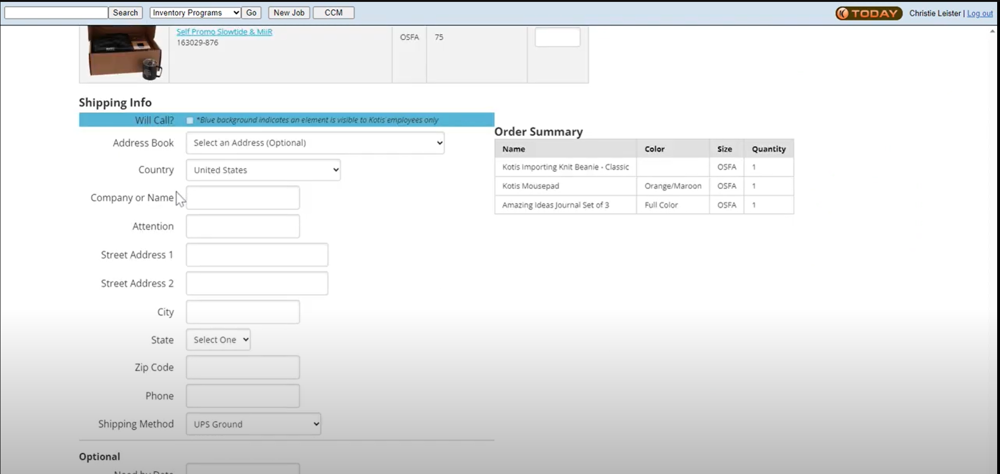 Search
Inventory Programs
Go
New Job
CCM
TODAY
Christie Leister | Log out
Self Promo Slowtide & MiiR
163029-876
OSFA
75
Shipping Info
Will Call?
*Blue background indicates an element is visible to Kotis employees only
Address Book
Select an Address (Optional)
Country
United States
Company or Name
Attention
Street Address 1
Street Address 2
City
State
Select One
Zip Code
Phone
Shipping Method
UPS Ground
Optional
Need by Date
Order Summary
Name Color Size Quantity
Kotis Importing Knit Beanie - Classic OSFA 1
Kotis Mousepad Orange/Maroon OSFA 1
Amazing Ideas Journal Set of 3 Full Color OSFA 1